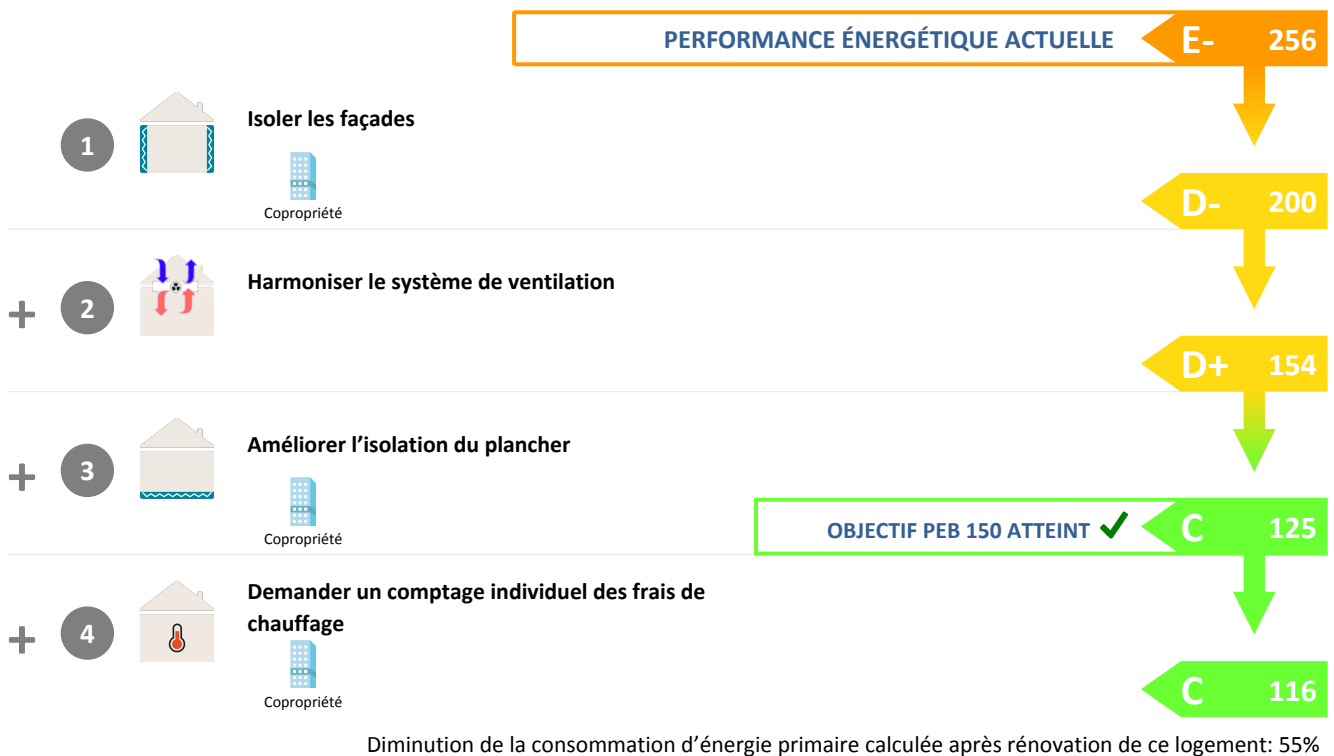 PERFORMANCE ÉNERGÉTIQUE ACTUELLE E- 256
1 Isoler les façades
Copropriété
D- 200
+ 2 Harmoniser le système de ventilation
D+ 154
+ 3 Améliorer l’isolation du plancher
Copropriété
OBJECTIF PEB 150 ATTEINT ✓ C 125
+ 4 Demander un comptage individuel des frais de
chauffage
Copropriété
C 116
Diminution de la consommation d’énergie primaire calculée après rénovation de ce logement: 55%